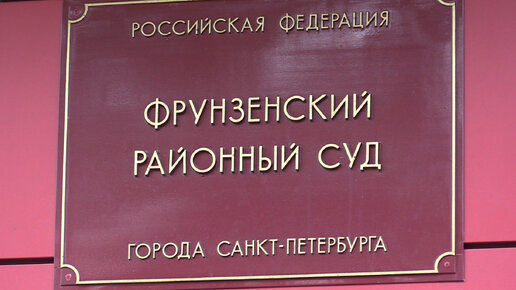 РОССИЙСКАЯ ФЕДЕРАЦИЯ
ФРУНЗЕНСКИЙ
РАЙОННЫЙ СУД
ГОРОДА САНКТ-ПЕТЕРБУРГА